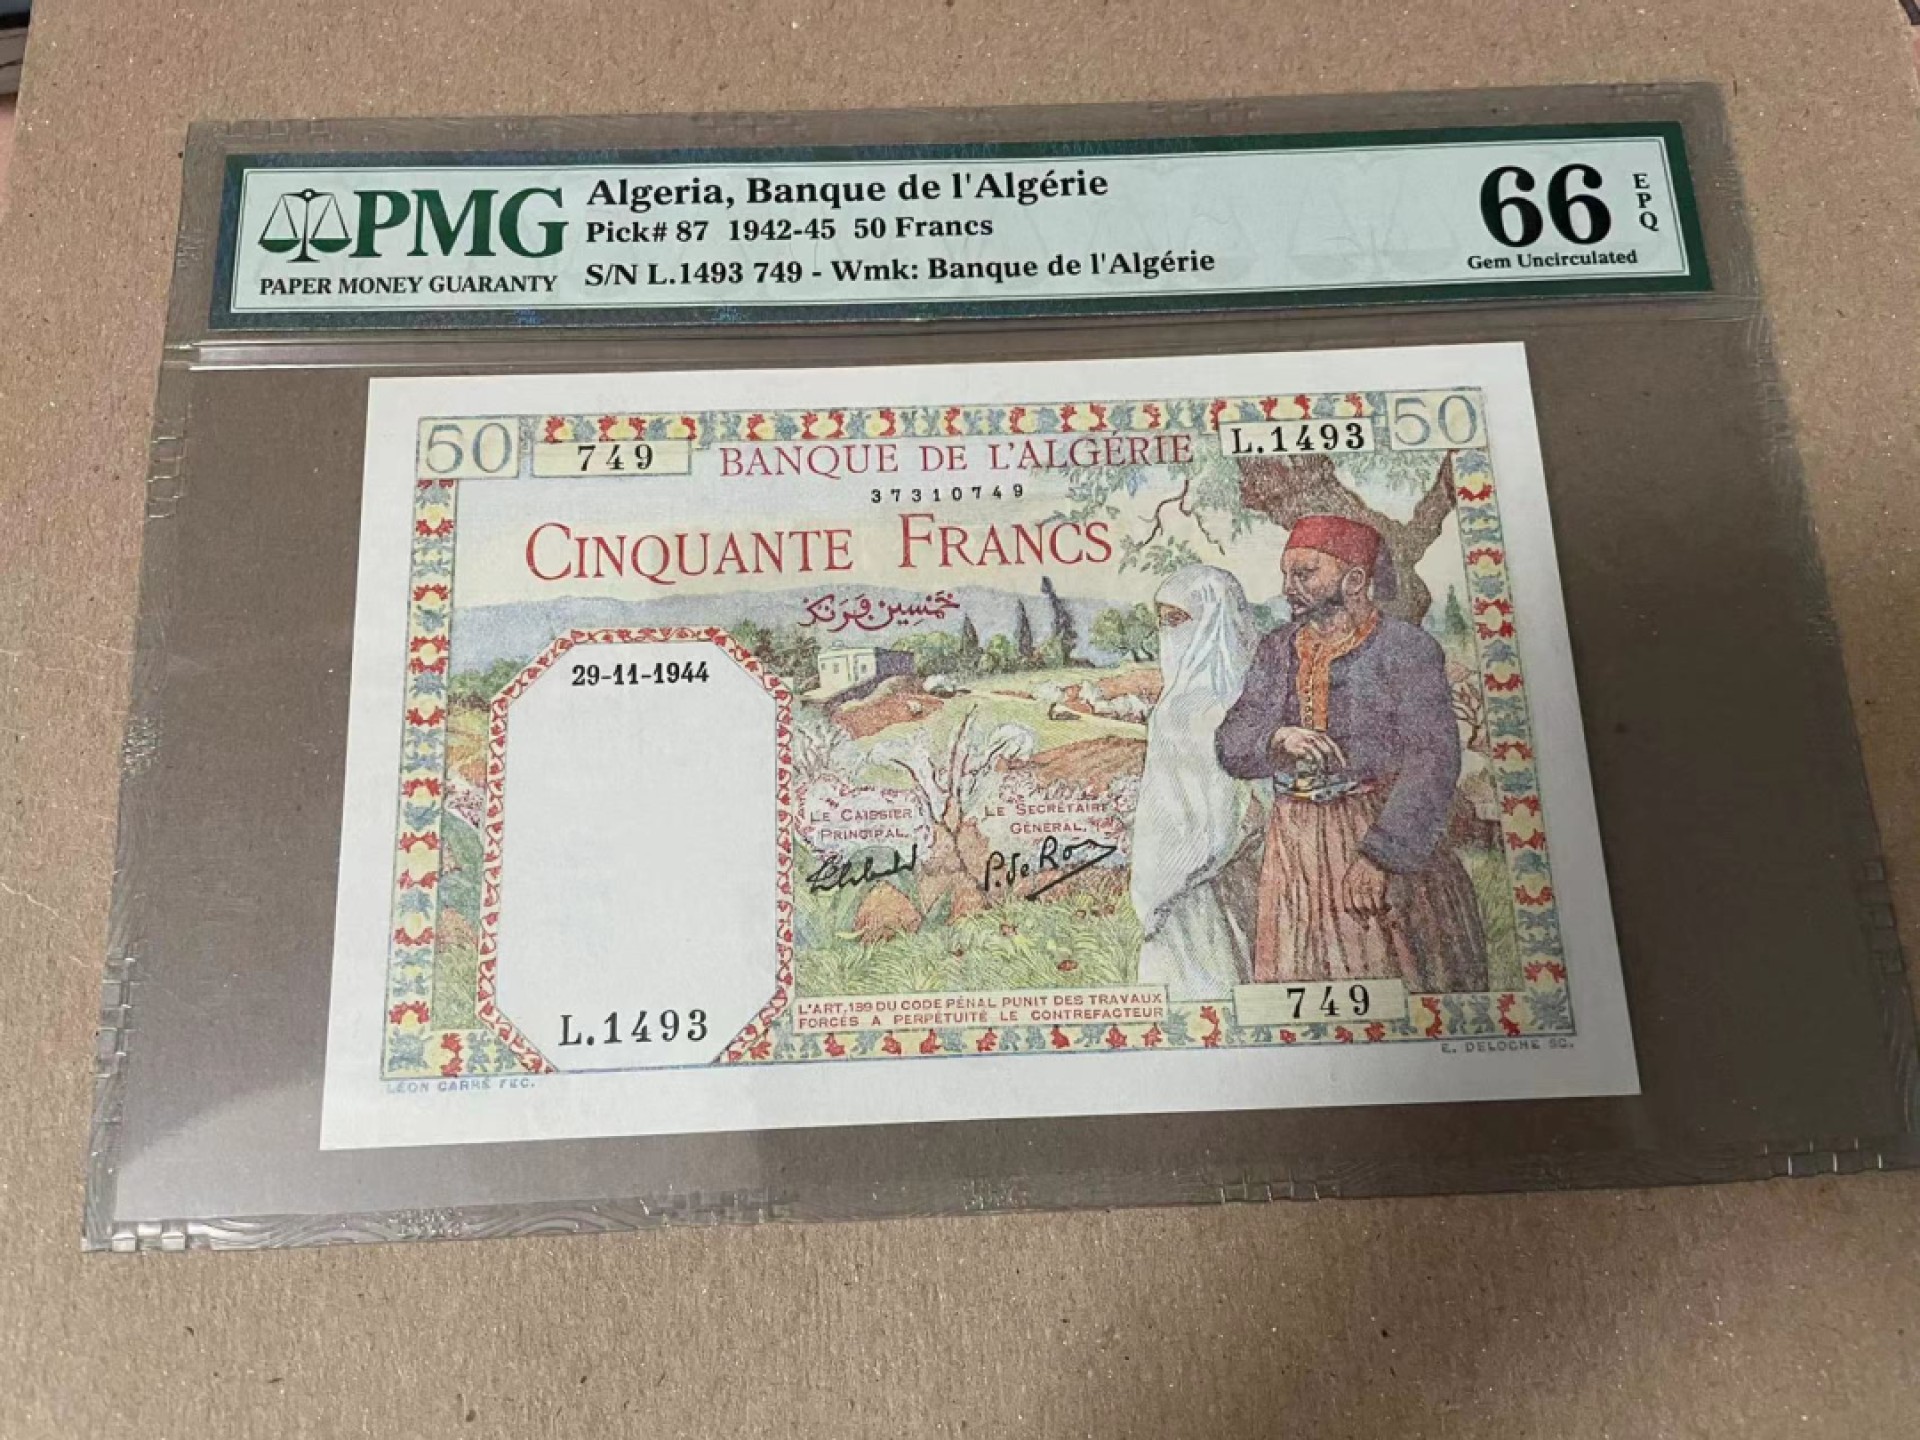 PMG
PAPER MONEY GUARANTY
Algeria, Banque de l'Algérie
Pick# 87 1942-45 50 Francs
S/N L.1493 749 - Wmk: Banque de l'Algérie
66
EPQ
Gem Uncirculated
50
749
BANQUE DE L'ALGÉRIE
L.1493
50
37310749
CINQUANTE FRANCS
خمسين فرنك
29-11-1944
LE CAISSIER
PRINCIPAL.
LE SECRÉTAIRE
GÉNÉRAL.
P. de Roa
L.1493
L'ART.139 DU CODE PÉNAL PUNIT DES TRAVAUX
FORCÉS A PERPÉTUITÉ LE CONTREFACTEUR
749
LÉON CARRÉ FEC.
E. DELOCHE SC.